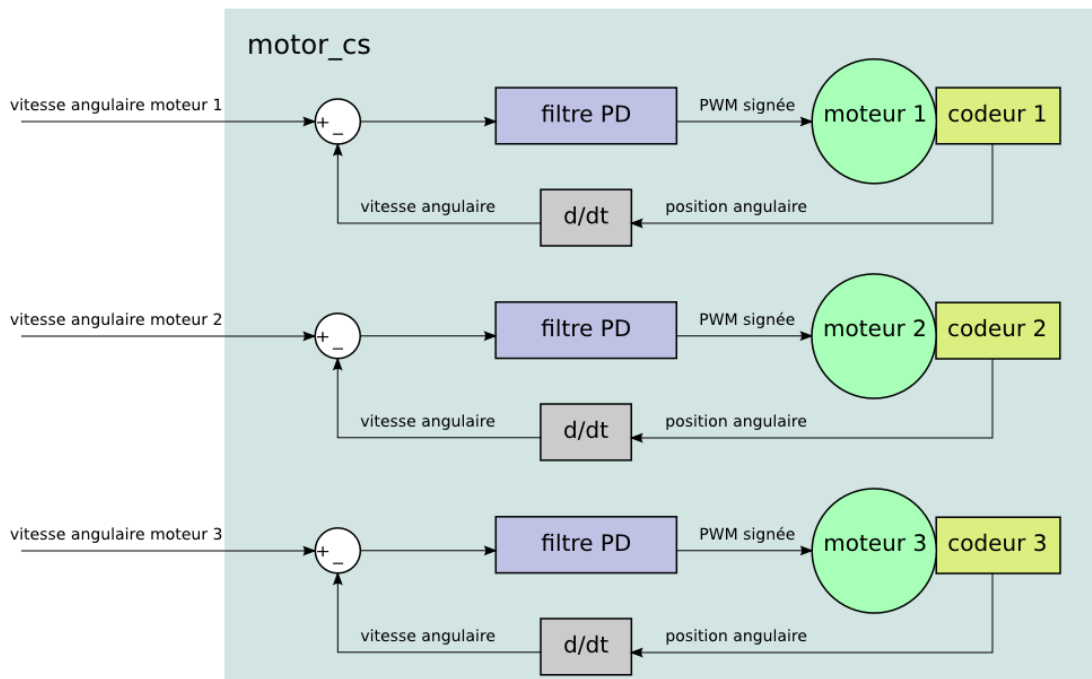 motor_cs
vitesse angulaire moteur 1
+
−
filtre PD
PWM signée
moteur 1
codeur 1
vitesse angulaire
d/dt
position angulaire
vitesse angulaire moteur 2
+
−
filtre PD
PWM signée
moteur 2
codeur 2
vitesse angulaire
d/dt
position angulaire
vitesse angulaire moteur 3
+
−
filtre PD
PWM signée
moteur 3
codeur 3
vitesse angulaire
d/dt
position angulaire